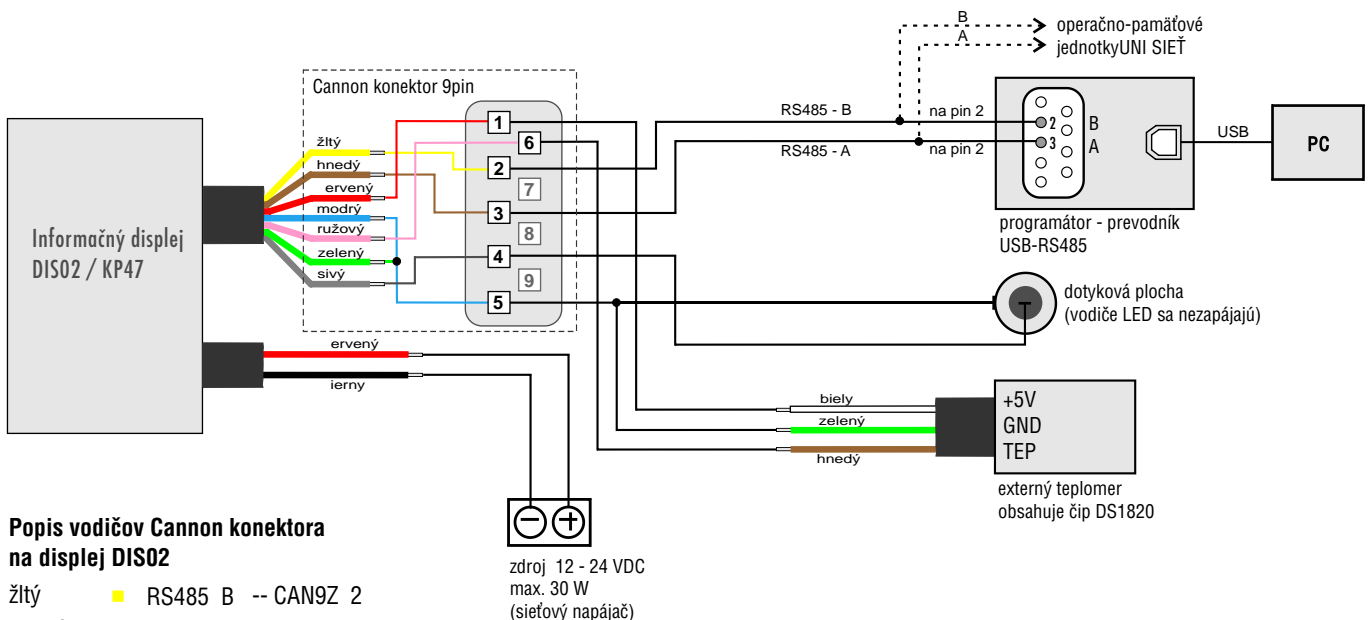 B
operačno-pamäťové
A
jednotkyUNI SIEŤ
Cannon konektor 9pin
RS485 - B
na pin 2
RS485 - A
na pin 2
2
3
B
A
USB
PC
programátor - prevodník
USB-RS485
Informačný displej
DIS02 / KP47
žltý
hnedý
ervený
modrý
ružový
zelený
sivý
1
6
2
7
3
8
4
9
5
dotyková plocha
(vodiče LED sa nezapájajú)
ervený
ierny
biely
zelený
hnedý
+5V
GND
TEP
externý teplomer
obsahuje čip DS1820
zdroj 12 - 24 VDC
max. 30 W
(sieťový napájač)
Popis vodičov Cannon konektora
na displej DIS02
žltý RS485 B -- CAN9Z 2